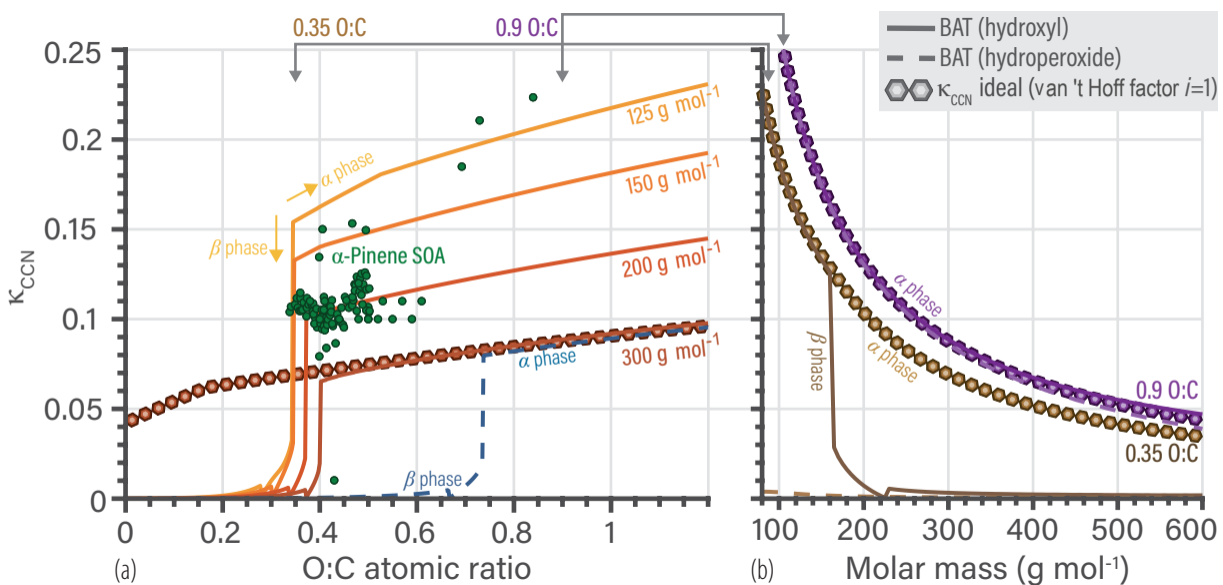 0.35 O:C
0.9 O:C
BAT (hydroxyl)
BAT (hydroperoxide)
κCCN ideal (van 't Hoff factor i=1)
0.25
0.2
0.15
0.1
0.05
0
κCCN
α phase
β phase
α-Pinene SOA
125 g mol-1
150 g mol-1
200 g mol-1
300 g mol-1
α phase
β phase
0
0.2
0.4
0.6
0.8
1
(a)
O:C atomic ratio
β phase
α phase
α phase
0.9 O:C
0.35 O:C
100
200
300
400
500
600
(b)
Molar mass (g mol-1)